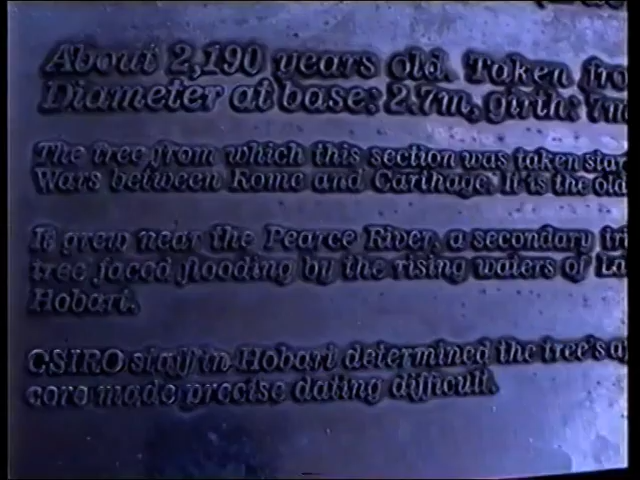 About 2,190 years old. Taken fro
Diameter at base: 2.7m, girth: 7m
The tree from which this section was taken star
Wars between Rome and Carthage. It is the old
It grew near the Pearce River, a secondary tri
tree faced flooding by the rising waters of La
Hobart.
CSIRO staff in Hobart determined the tree's a
core made precise dating difficult.